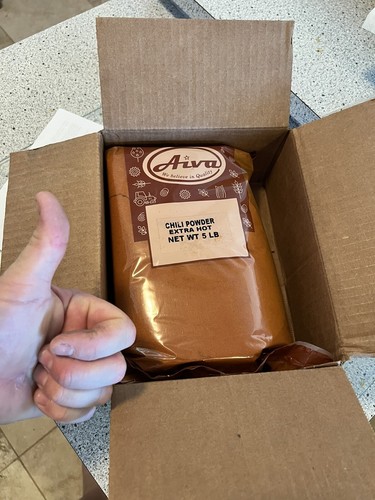 Aiva
We believe in Quality
CHILI POWDER
EXTRA HOT
NET WT 5 LB